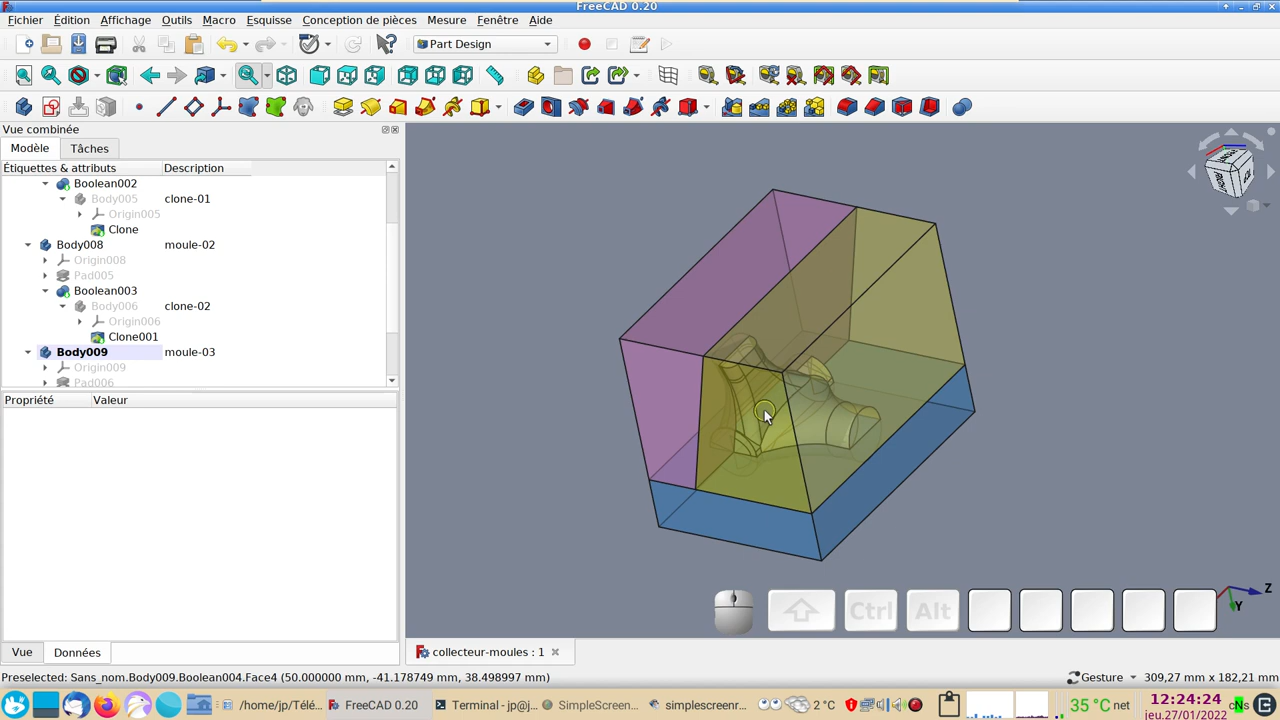 FreeCAD 0.20
Fichier Édition Affichage Outils Macro Esquisse Conception de pièces Mesure Fenêtre Aide
Part Design
Vue combinée
Modèle Tâches
Étiquettes & attributs Description
Boolean002
Body005 clone-01
Origin005
Clone
Body008 moule-02
Origin008
Pad005
Boolean003
Body006 clone-02
Origin006
Clone001
Body009 moule-03
Origin009
Pad006
Propriété Valeur
Ctrl Alt
Z
Y
Vue Données
collecteur-moules : 1
Preselected: Sans_nom.Body009.Boolean004.Face4 (50.000000 mm, -41.178749 mm, 38.498997 mm) Gesture 309,27 mm x 182,21 mm
/home/jp/Télé... FreeCAD 0.20 Terminal - jp@j... SimpleScreen... simplescreenr... 2 °C 35 °C net 12:24:24
jeu.27/01/2022